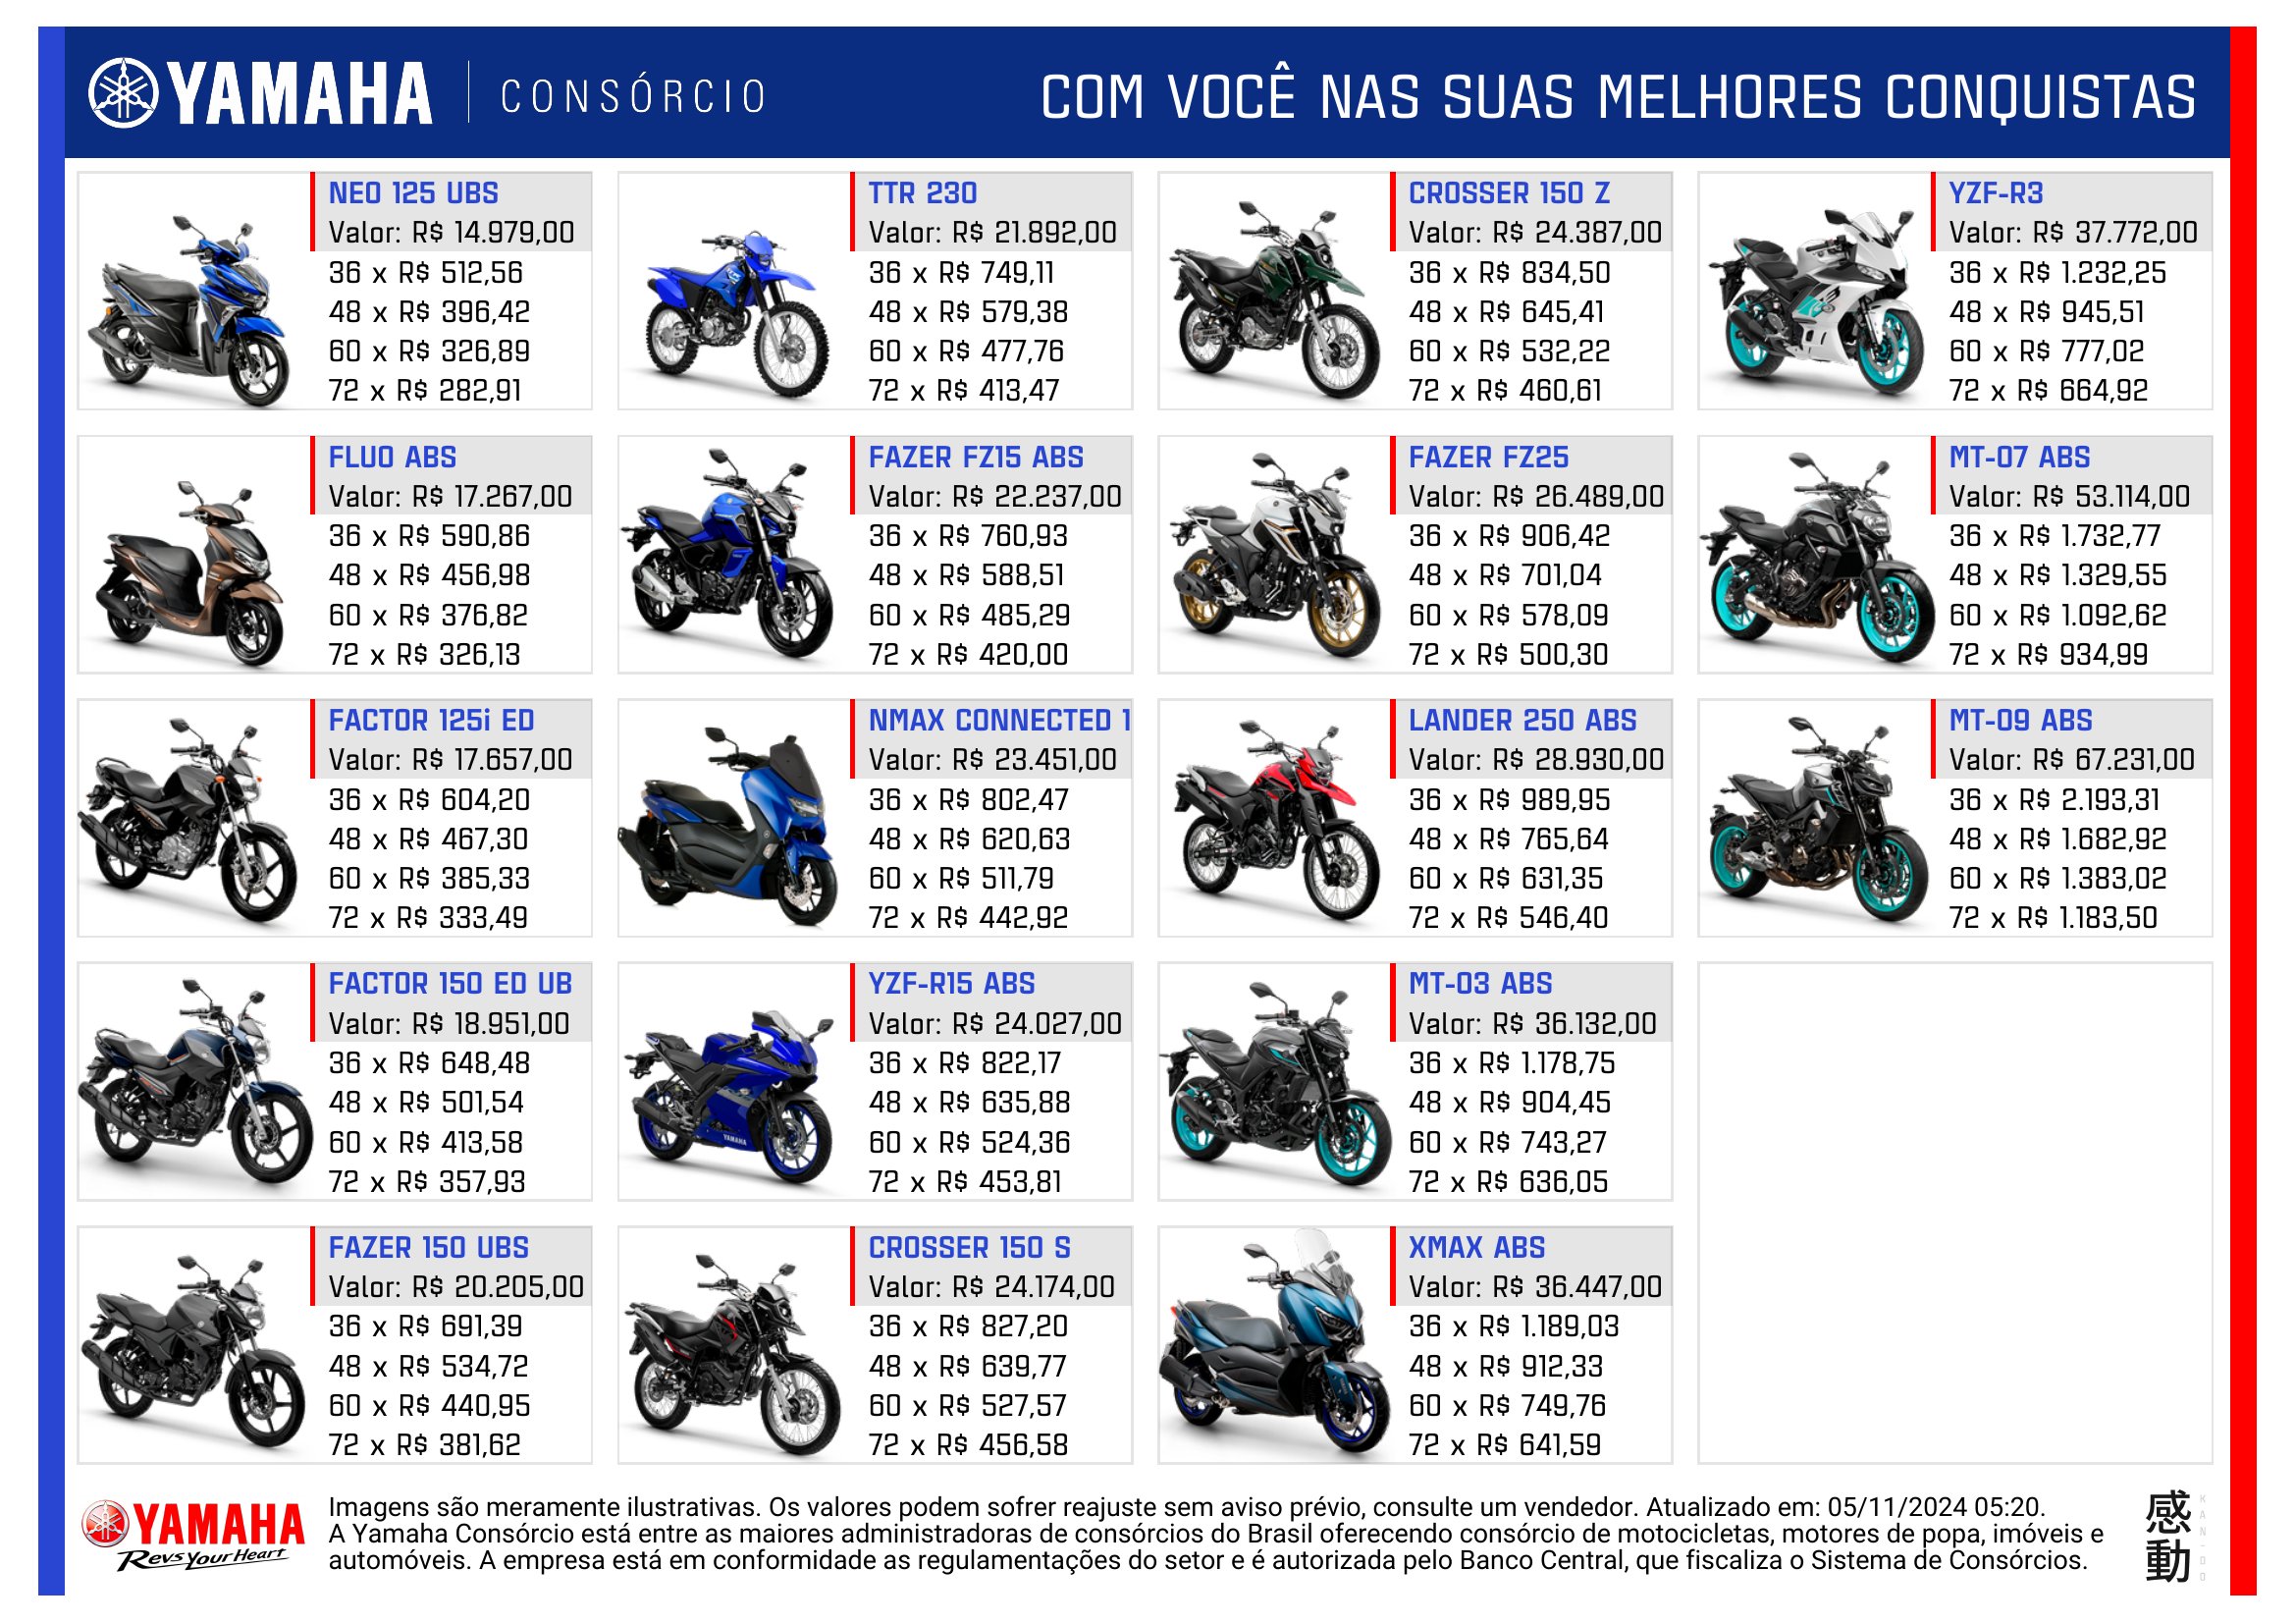 YAMAHA CONSÓRCIO
COM VOCÊ NAS SUAS MELHORES CONQUISTAS
NEO 125 UBS
Valor: R$ 14.979,00
36 x R$ 512,56
48 x R$ 396,42
60 x R$ 326,89
72 x R$ 282,91
TTR 230
Valor: R$ 21.892,00
36 x R$ 749,11
48 x R$ 579,38
60 x R$ 477,76
72 x R$ 413,47
CROSSER 150 Z
Valor: R$ 24.387,00
36 x R$ 834,50
48 x R$ 645,41
60 x R$ 532,22
72 x R$ 460,61
YZF-R3
Valor: R$ 37.772,00
36 x R$ 1.232,25
48 x R$ 945,51
60 x R$ 777,02
72 x R$ 664,92
FLUO ABS
Valor: R$ 17.267,00
36 x R$ 590,86
48 x R$ 456,98
60 x R$ 376,82
72 x R$ 326,13
FAZER FZ15 ABS
Valor: R$ 22.237,00
36 x R$ 760,93
48 x R$ 588,51
60 x R$ 485,29
72 x R$ 420,00
FAZER FZ25
Valor: R$ 26.489,00
36 x R$ 906,42
48 x R$ 701,04
60 x R$ 578,09
72 x R$ 500,30
MT-07 ABS
Valor: R$ 53.114,00
36 x R$ 1.732,77
48 x R$ 1.329,55
60 x R$ 1.092,62
72 x R$ 934,99
FACTOR 125i ED
Valor: R$ 17.657,00
36 x R$ 604,20
48 x R$ 467,30
60 x R$ 385,33
72 x R$ 333,49
NMAX CONNECTED 1
Valor: R$ 23.451,00
36 x R$ 802,47
48 x R$ 620,63
60 x R$ 511,79
72 x R$ 442,92
LANDER 250 ABS
Valor: R$ 28.930,00
36 x R$ 989,95
48 x R$ 765,64
60 x R$ 631,35
72 x R$ 546,40
MT-09 ABS
Valor: R$ 67.231,00
36 x R$ 2.193,31
48 x R$ 1.682,92
60 x R$ 1.383,02
72 x R$ 1.183,50
FACTOR 150 ED UB
Valor: R$ 18.951,00
36 x R$ 648,48
48 x R$ 501,54
60 x R$ 413,58
72 x R$ 357,93
YZF-R15 ABS
Valor: R$ 24.027,00
36 x R$ 822,17
48 x R$ 635,88
60 x R$ 524,36
72 x R$ 453,81
YAMAHA
MT-03 ABS
Valor: R$ 36.132,00
36 x R$ 1.178,75
48 x R$ 904,45
60 x R$ 743,27
72 x R$ 636,05
FAZER 150 UBS
Valor: R$ 20.205,00
36 x R$ 691,39
48 x R$ 534,72
60 x R$ 440,95
72 x R$ 381,62
CROSSER 150 S
Valor: R$ 24.174,00
36 x R$ 827,20
48 x R$ 639,77
60 x R$ 527,57
72 x R$ 456,58
XMAX ABS
Valor: R$ 36.447,00
36 x R$ 1.189,03
48 x R$ 912,33
60 x R$ 749,76
72 x R$ 641,59
YAMAHA
Revs Your Heart
Imagens são meramente ilustrativas. Os valores podem sofrer reajuste sem aviso prévio, consulte um vendedor. Atualizado em: 05/11/2024 05:20.
A Yamaha Consórcio está entre as maiores administradoras de consórcios do Brasil oferecendo consórcio de motocicletas, motores de popa, imóveis e
automóveis. A empresa está em conformidade as regulamentações do setor e é autorizada pelo Banco Central, que fiscaliza o Sistema de Consórcios.
感動
KAN-DO